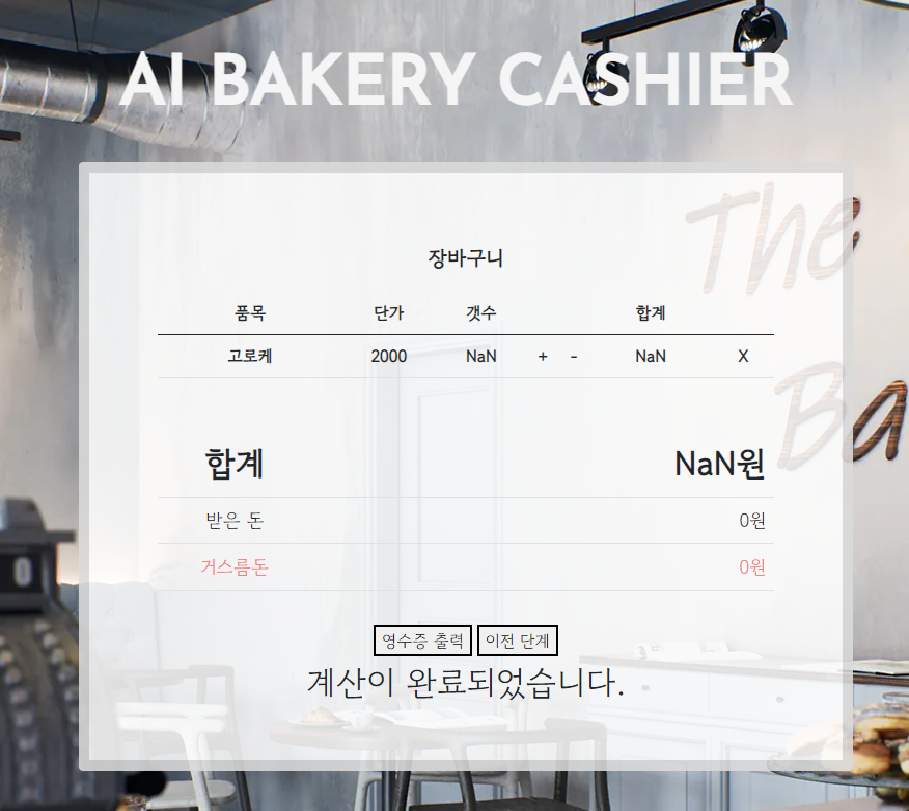 AI BAKERY CASHIER
The
Ba
장바구니
품목 단가 갯수 합계
고로케 2000 NaN + - NaN X
합계 NaN원
받은 돈 0원
거스름돈 0원
영수증 출력 이전 단계
계산이 완료되었습니다.
0